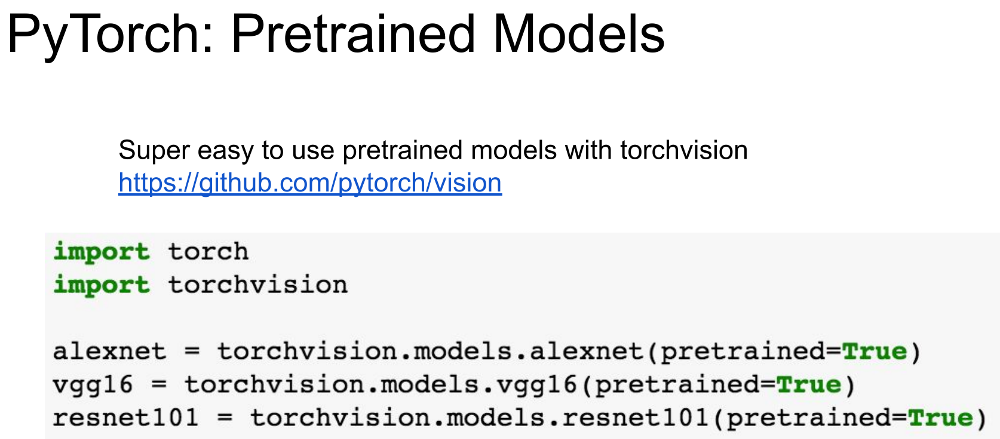 PyTorch: Pretrained Models
Super easy to use pretrained models with torchvision
https://github.com/pytorch/vision
import torch
import torchvision
alexnet = torchvision.models.alexnet(pretrained=True)
vgg16 = torchvision.models.vgg16(pretrained=True)
resnet101 = torchvision.models.resnet101(pretrained=True)